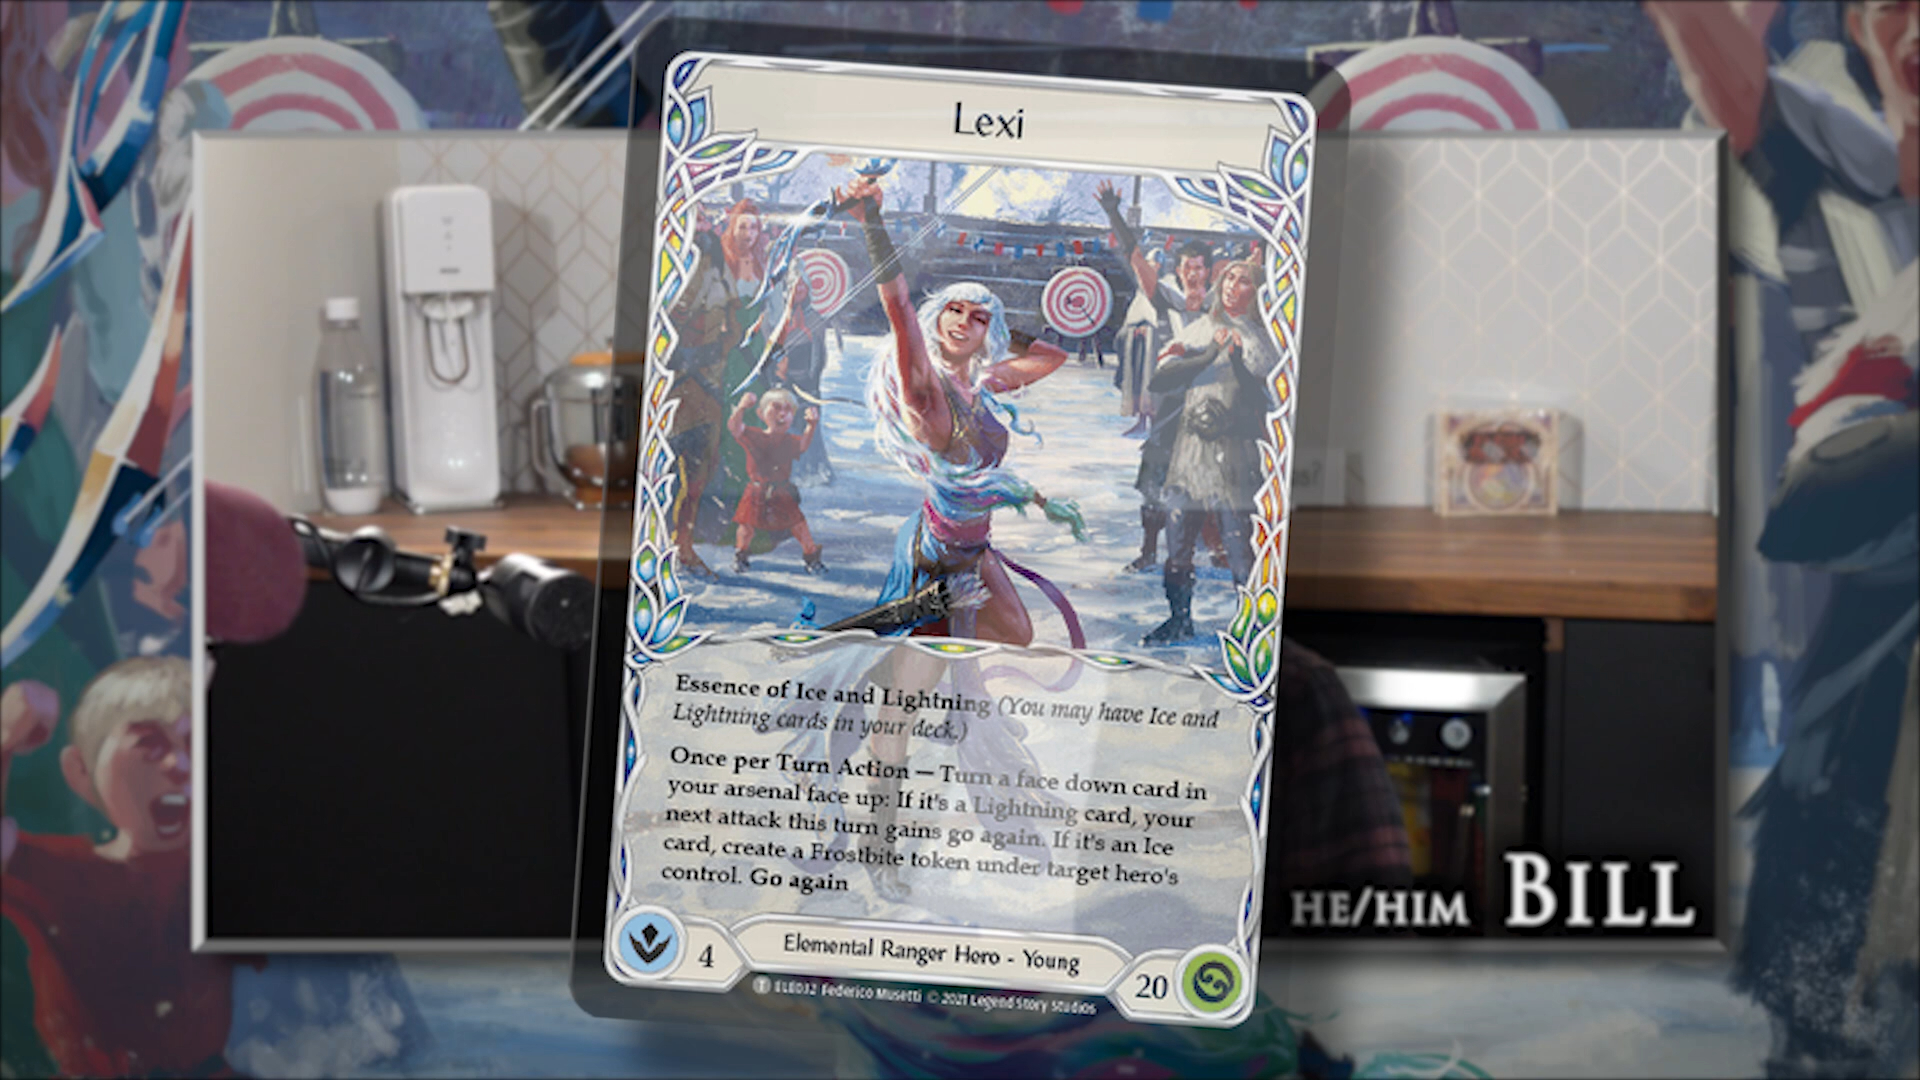 Lexi
Essence of Ice and Lightning (You may have Ice and
Lightning cards in your deck.)
Once per Turn Action — Turn a face down card in
your arsenal face up: If it's a Lightning card, your
next attack this turn gains go again. If it's an Ice
card, create a Frostbite token under target hero's
control. Go again
4
Elemental Ranger Hero - Young
20
T ELE032 Federico Musetti © 2021 Legend Story Studios
HE/HIM BILL